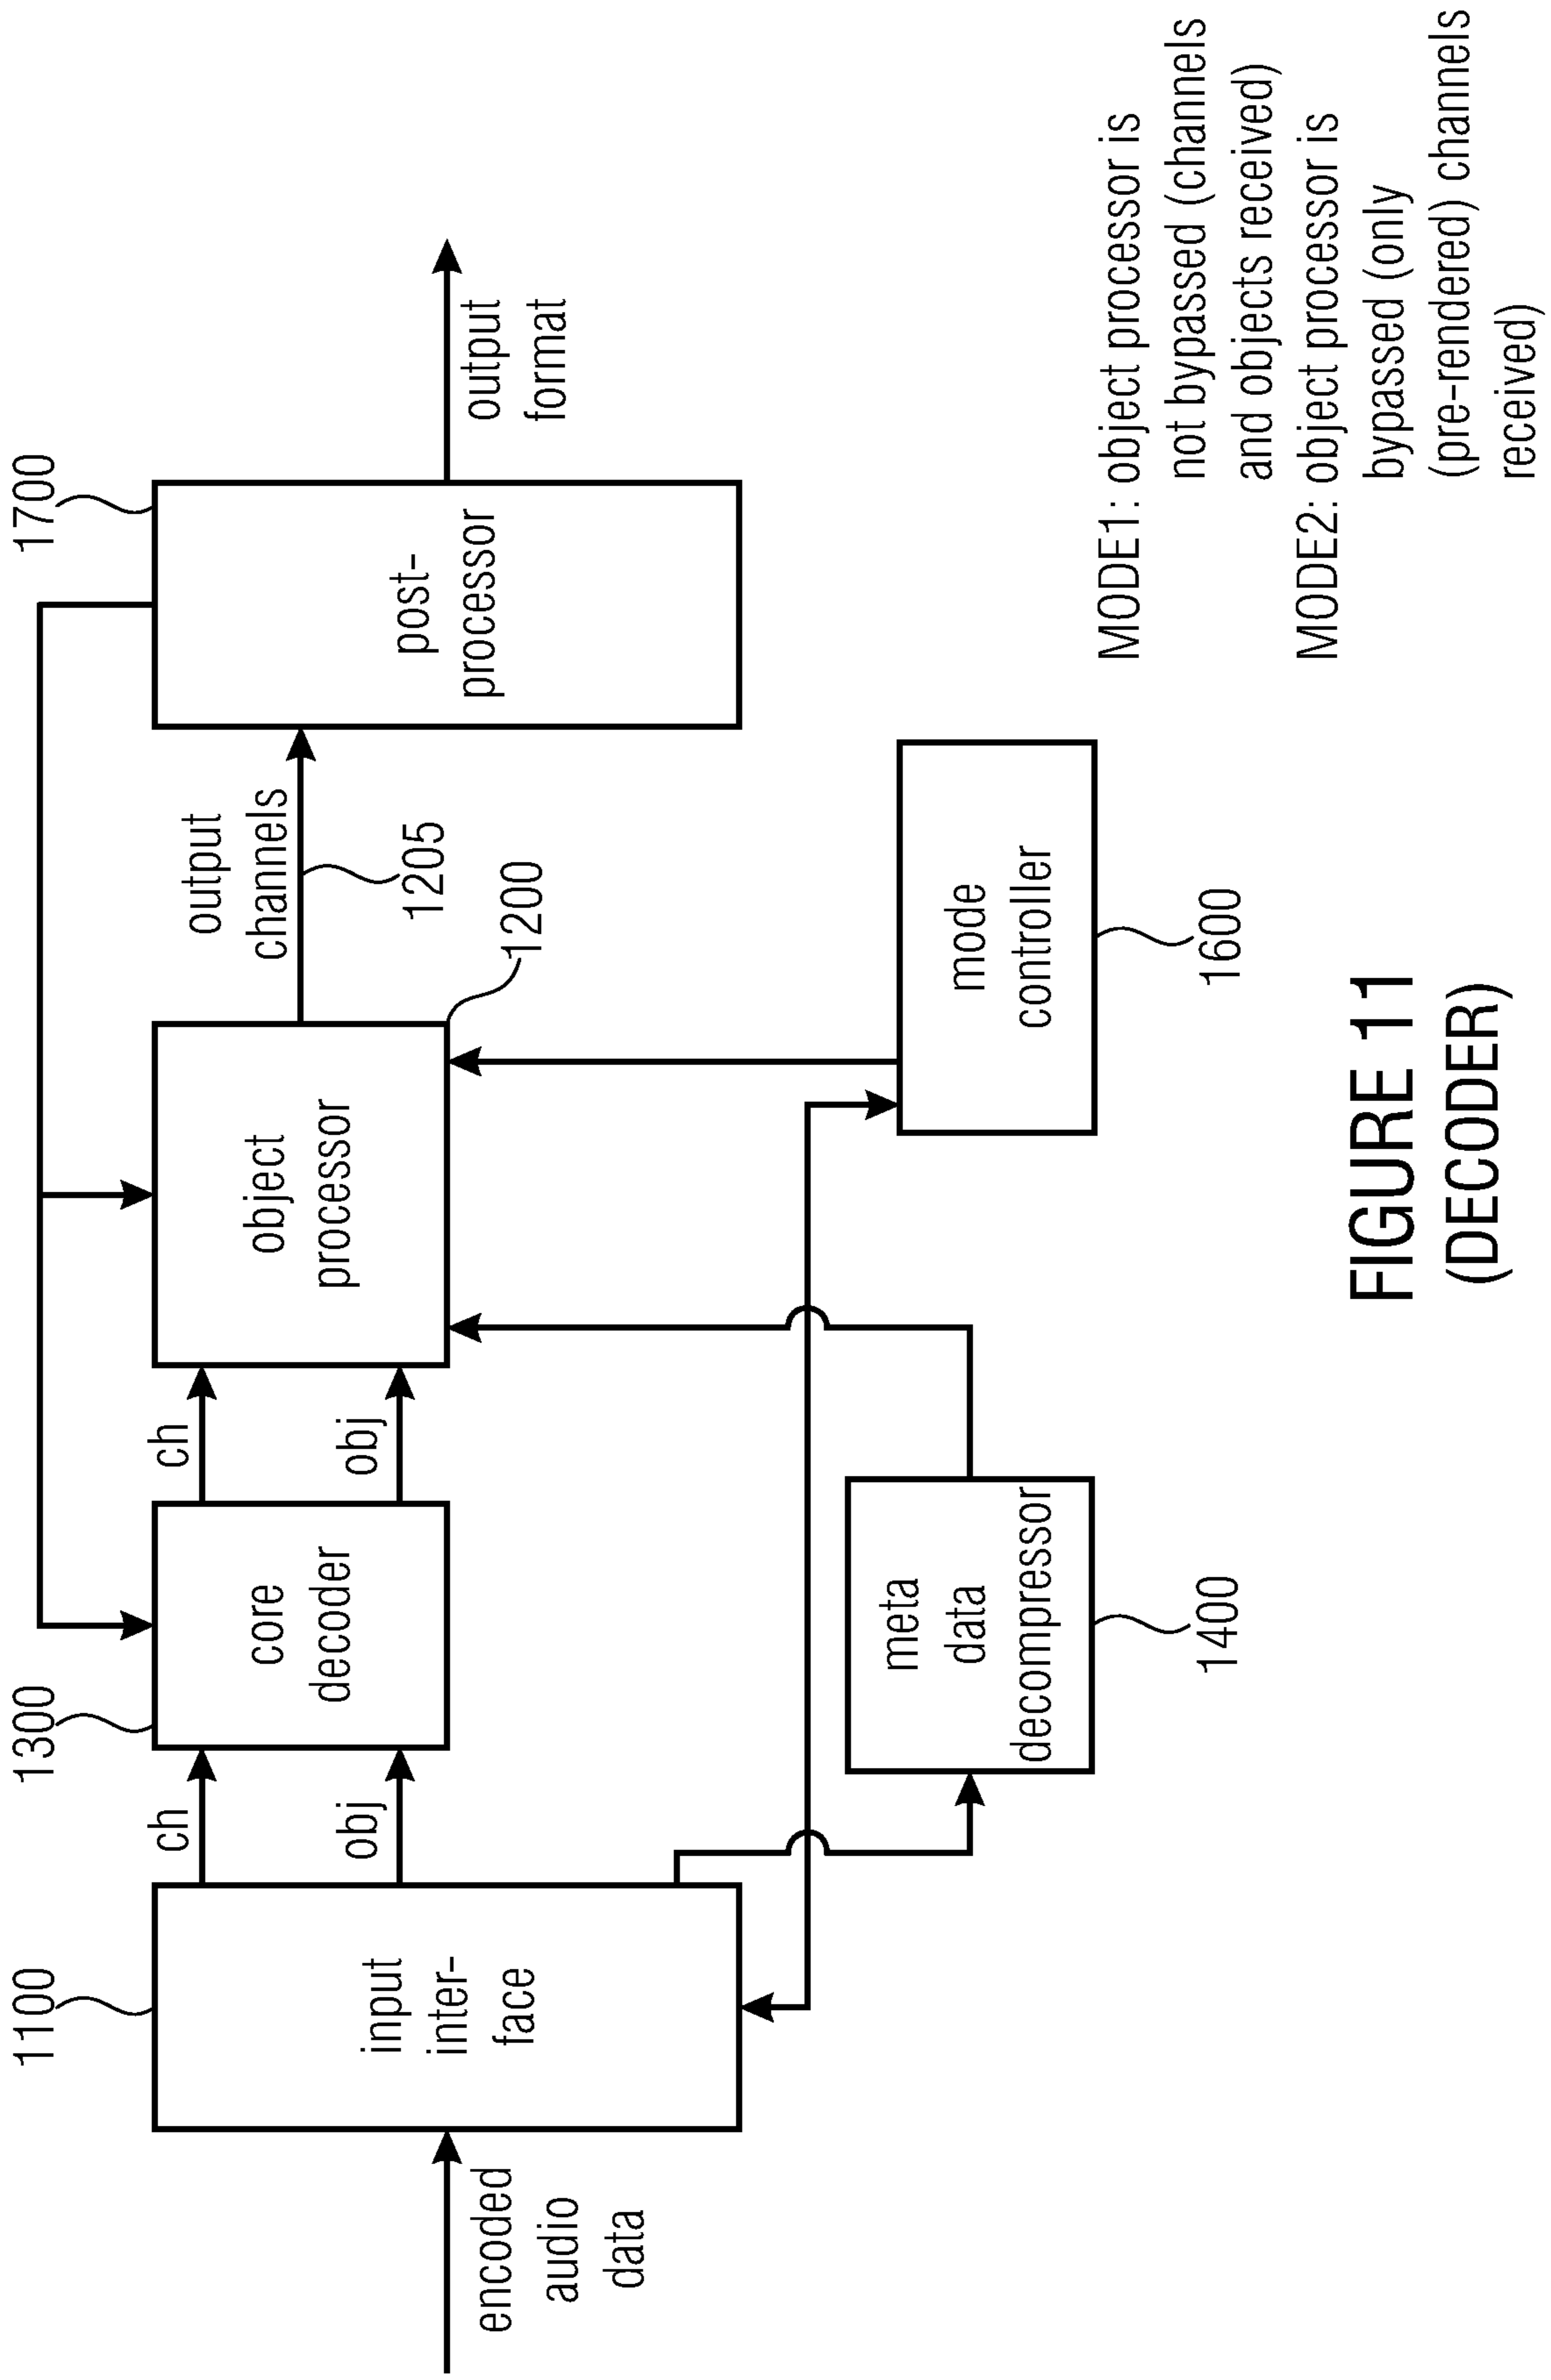 1100
1300
1700
encoded
audio
data
input
inter-
face
ch
obj
core
decoder
ch
obj
object
processor
1200
output
channels
1205
post-
processor
output
format
meta
data
decompressor
1400
mode
controller
1600
MODE1: object processor is
not bypassed (channels
and objects received)
MODE2: object processor is
bypassed (only
(pre-rendered) channels
received)
FIGURE 11
(DECODER)